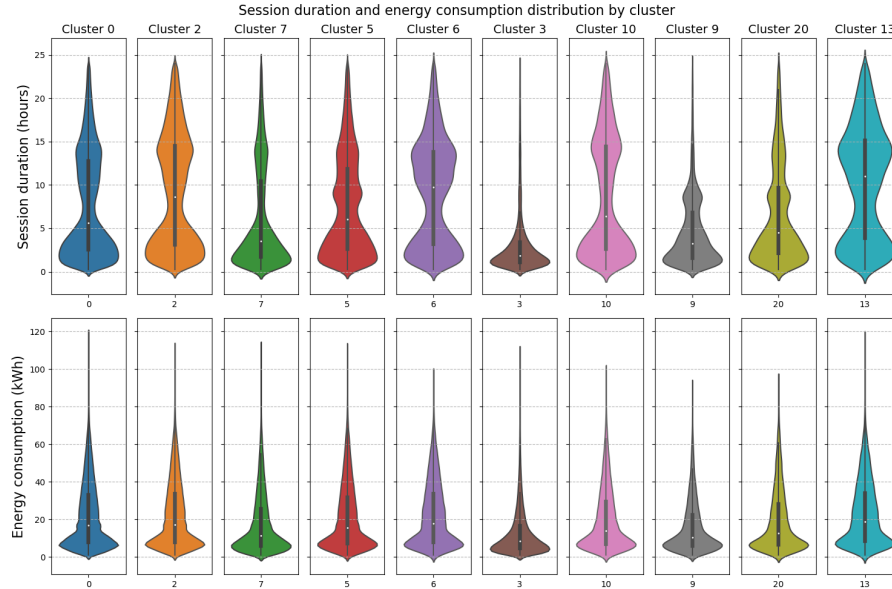 Session duration and energy consumption distribution by cluster
Cluster 0 Cluster 2 Cluster 7 Cluster 5 Cluster 6 Cluster 3 Cluster 10 Cluster 9 Cluster 20 Cluster 13
Session duration (hours)
25
20
15
10
5
0
0 2 7 5 6 3 10 9 20 13
Energy consumption (kWh)
120
100
80
60
40
20
0
0 2 7 5 6 3 10 9 20 13